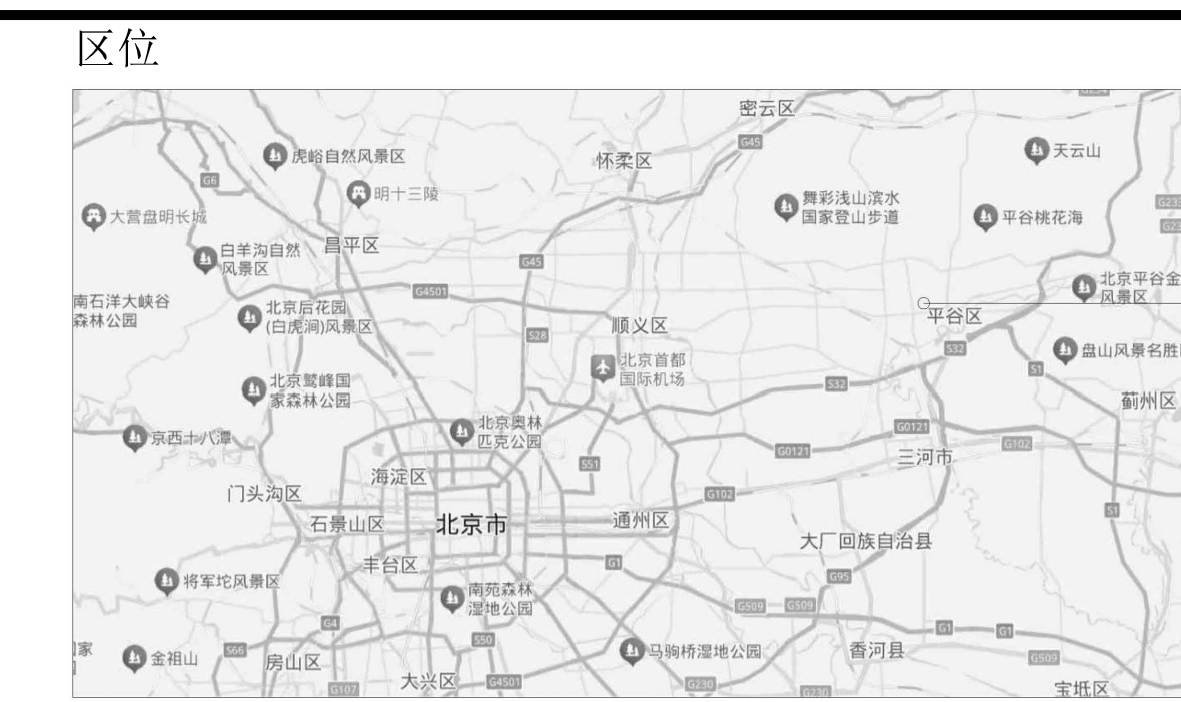 区位
密云区
G45
怀柔区
虎峪自然风景区
天云山
G6
明十三陵
舞彩浅山滨水
国家登山步道
G233
大营盘明长城
平谷桃花海
白羊沟自然
风景区
昌平区
G45
北京平谷金
风景区
G4501
南石洋大峡谷
森林公园
北京后花园
(白虎涧)风景区
平谷区
顺义区
S28
S32
盘山风景名胜
北京首都
国际机场
S1
北京鹫峰国
家森林公园
S32
蓟州区
北京奥林
匹克公园
G0121
京西十八潭
G102
G0121
三河市
S51
海淀区
门头沟区
G102
S1
石景山区
北京市
通州区
大厂回族自治县
丰台区
G1
G95
将军坨风景区
南苑森林
湿地公园
G509
G509
G4
G1
G1
S50
家
金祖山
S66
房山区
马驹桥湿地公园
香河县
G509
大兴区
G4501
G107
G230
G230
宝坻区